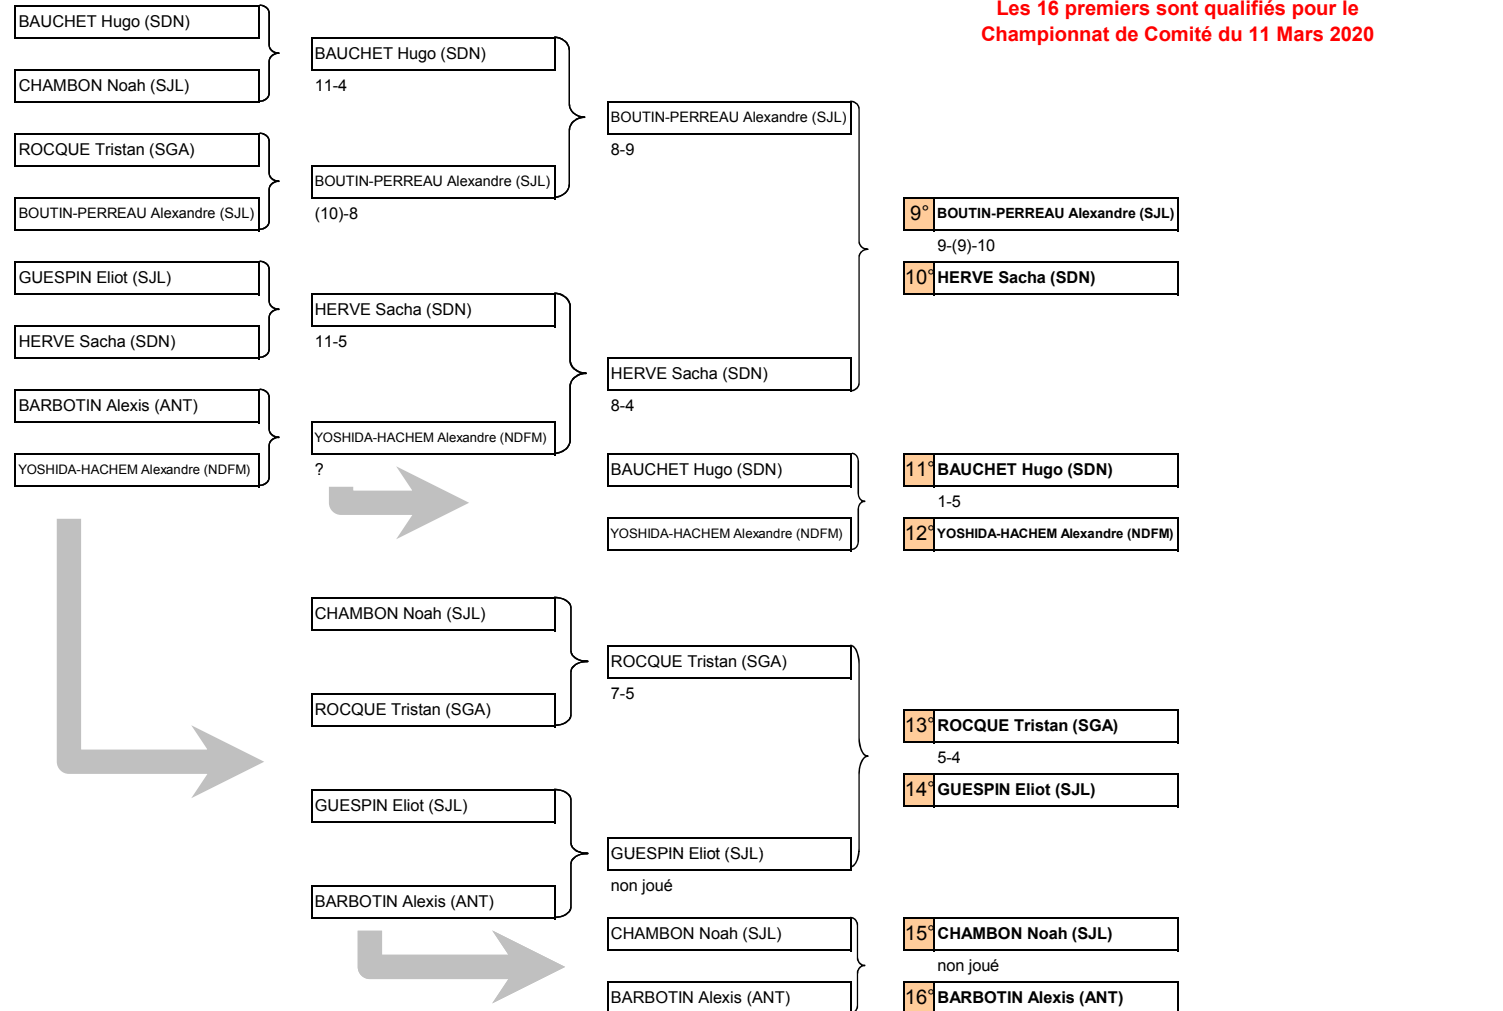 Les 16 premiers sont qualifiés pour le
Championnat de Comité du 11 Mars 2020
BAUCHET Hugo (SDN)
CHAMBON Noah (SJL)
ROCQUE Tristan (SGA)
BOUTIN-PERREAU Alexandre (SJL)
GUESPIN Eliot (SJL)
HERVE Sacha (SDN)
BARBOTIN Alexis (ANT)
YOSHIDA-HACHEM Alexandre (NDFM)
BAUCHET Hugo (SDN)
11-4
BOUTIN-PERREAU Alexandre (SJL)
(10)-8
HERVE Sacha (SDN)
11-5
YOSHIDA-HACHEM Alexandre (NDFM)
?
BOUTIN-PERREAU Alexandre (SJL)
8-9
HERVE Sacha (SDN)
8-4
9° BOUTIN-PERREAU Alexandre (SJL)
9-(9)-10
10° HERVE Sacha (SDN)
BAUCHET Hugo (SDN)
YOSHIDA-HACHEM Alexandre (NDFM)
11° BAUCHET Hugo (SDN)
1-5
12° YOSHIDA-HACHEM Alexandre (NDFM)
CHAMBON Noah (SJL)
ROCQUE Tristan (SGA)
GUESPIN Eliot (SJL)
BARBOTIN Alexis (ANT)
ROCQUE Tristan (SGA)
7-5
GUESPIN Eliot (SJL)
non joué
13° ROCQUE Tristan (SGA)
5-4
14° GUESPIN Eliot (SJL)
CHAMBON Noah (SJL)
BARBOTIN Alexis (ANT)
15° CHAMBON Noah (SJL)
non joué
16° BARBOTIN Alexis (ANT)